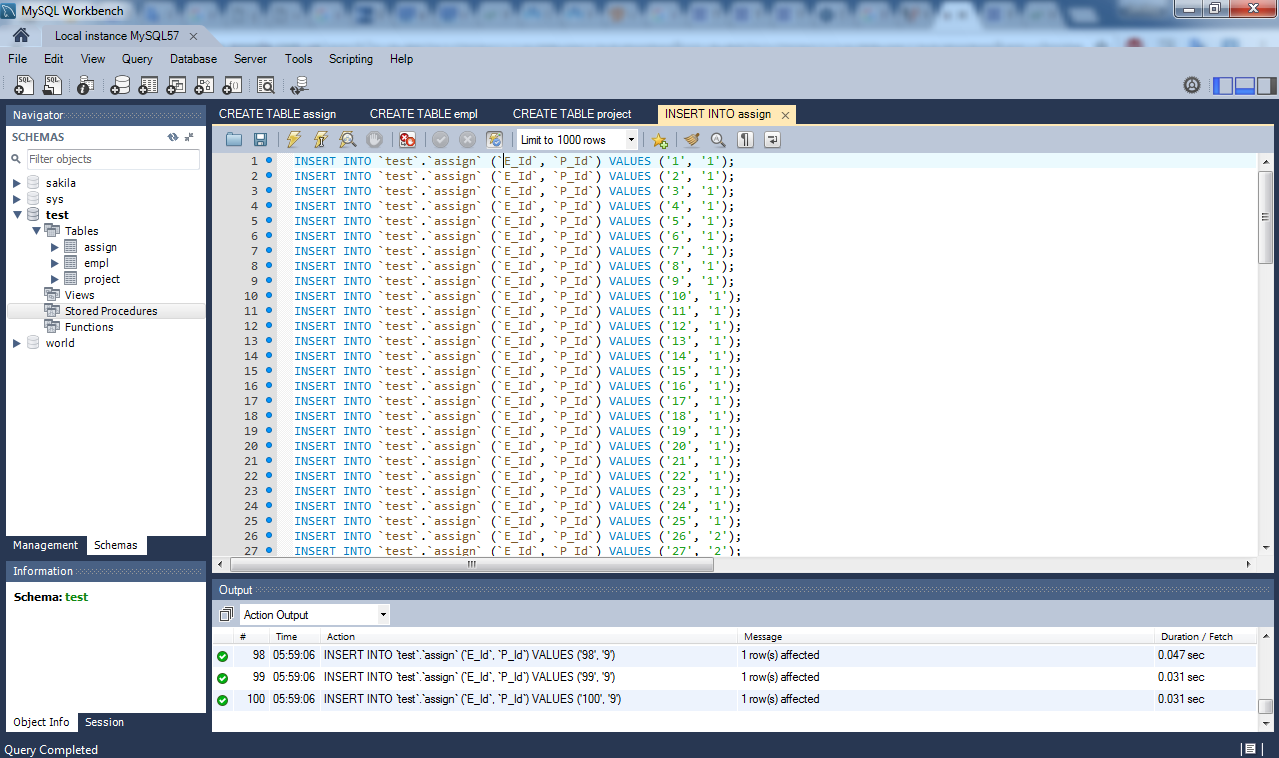 MySQL Workbench
Local instance MySQL57
File Edit View Query Database Server Tools Scripting Help
Navigator
SCHEMAS
Filter objects
sakila
sys
test
Tables
assign
empl
project
Views
Stored Procedures
Functions
world
Management Schemas
Information
Schema: test
Object Info Session
CREATE TABLE assign CREATE TABLE empl CREATE TABLE project INSERT INTO assign
Limit to 1000 rows
1 INSERT INTO `test`.`assign` (`E_Id`, `P_Id`) VALUES ('1', '1');
2 INSERT INTO `test`.`assign` (`E_Id`, `P_Id`) VALUES ('2', '1');
3 INSERT INTO `test`.`assign` (`E_Id`, `P_Id`) VALUES ('3', '1');
4 INSERT INTO `test`.`assign` (`E_Id`, `P_Id`) VALUES ('4', '1');
5 INSERT INTO `test`.`assign` (`E_Id`, `P_Id`) VALUES ('5', '1');
6 INSERT INTO `test`.`assign` (`E_Id`, `P_Id`) VALUES ('6', '1');
7 INSERT INTO `test`.`assign` (`E_Id`, `P_Id`) VALUES ('7', '1');
8 INSERT INTO `test`.`assign` (`E_Id`, `P_Id`) VALUES ('8', '1');
9 INSERT INTO `test`.`assign` (`E_Id`, `P_Id`) VALUES ('9', '1');
10 INSERT INTO `test`.`assign` (`E_Id`, `P_Id`) VALUES ('10', '1');
11 INSERT INTO `test`.`assign` (`E_Id`, `P_Id`) VALUES ('11', '1');
12 INSERT INTO `test`.`assign` (`E_Id`, `P_Id`) VALUES ('12', '1');
13 INSERT INTO `test`.`assign` (`E_Id`, `P_Id`) VALUES ('13', '1');
14 INSERT INTO `test`.`assign` (`E_Id`, `P_Id`) VALUES ('14', '1');
15 INSERT INTO `test`.`assign` (`E_Id`, `P_Id`) VALUES ('15', '1');
16 INSERT INTO `test`.`assign` (`E_Id`, `P_Id`) VALUES ('16', '1');
17 INSERT INTO `test`.`assign` (`E_Id`, `P_Id`) VALUES ('17', '1');
18 INSERT INTO `test`.`assign` (`E_Id`, `P_Id`) VALUES ('18', '1');
19 INSERT INTO `test`.`assign` (`E_Id`, `P_Id`) VALUES ('19', '1');
20 INSERT INTO `test`.`assign` (`E_Id`, `P_Id`) VALUES ('20', '1');
21 INSERT INTO `test`.`assign` (`E_Id`, `P_Id`) VALUES ('21', '1');
22 INSERT INTO `test`.`assign` (`E_Id`, `P_Id`) VALUES ('22', '1');
23 INSERT INTO `test`.`assign` (`E_Id`, `P_Id`) VALUES ('23', '1');
24 INSERT INTO `test`.`assign` (`E_Id`, `P_Id`) VALUES ('24', '1');
25 INSERT INTO `test`.`assign` (`E_Id`, `P_Id`) VALUES ('25', '1');
26 INSERT INTO `test`.`assign` (`E_Id`, `P_Id`) VALUES ('26', '2');
27 INSERT INTO `test`.`assign` (`E_Id`, `P_Id`) VALUES ('27', '2');
Output
Action Output
# Time Action Message Duration / Fetch
98 05:59:06 INSERT INTO `test`.`assign` (`E_Id`, `P_Id`) VALUES ('98', '9') 1 row(s) affected 0.047 sec
99 05:59:06 INSERT INTO `test`.`assign` (`E_Id`, `P_Id`) VALUES ('99', '9') 1 row(s) affected 0.031 sec
100 05:59:06 INSERT INTO `test`.`assign` (`E_Id`, `P_Id`) VALUES ('100', '9') 1 row(s) affected 0.031 sec
Query Completed